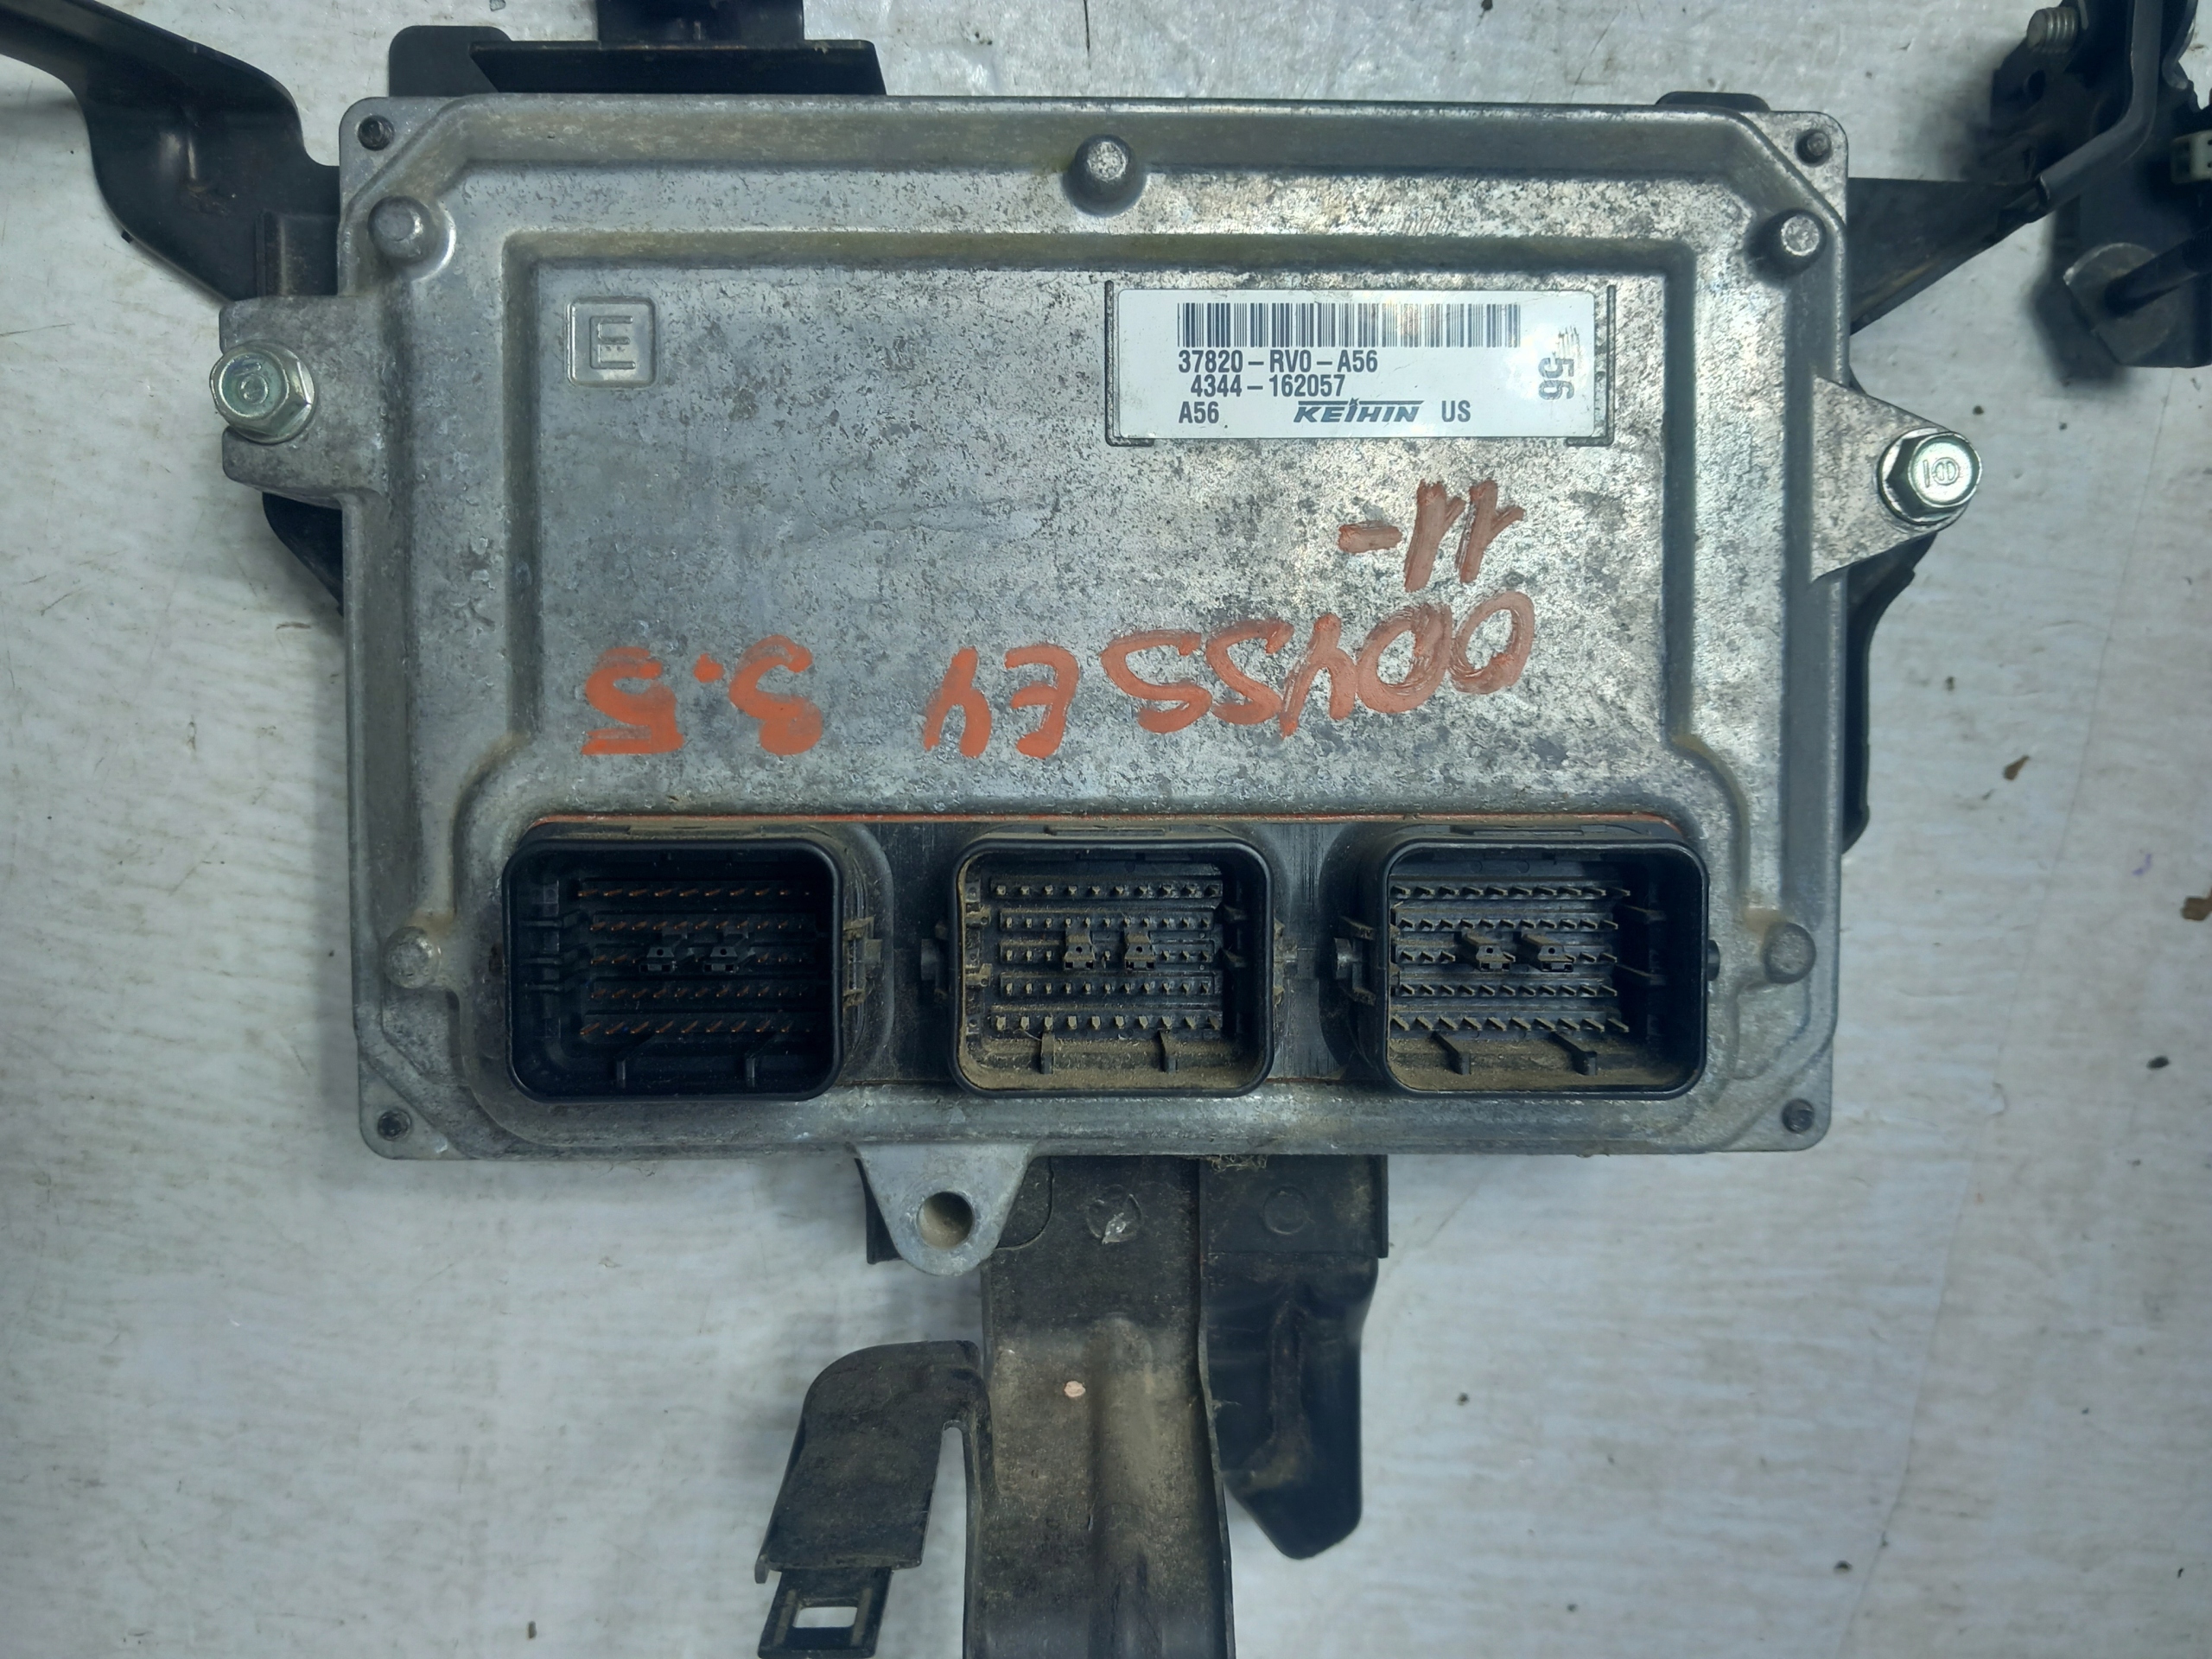 E
37820-RV0-A56
4344-162057
A56 KEIHIN US
56
ODYSSEY 3.5
11-